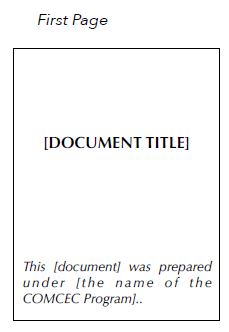 First Page
[DOCUMENT TITLE]
This [document] was prepared
under [the name of the
COMCEC Program]..